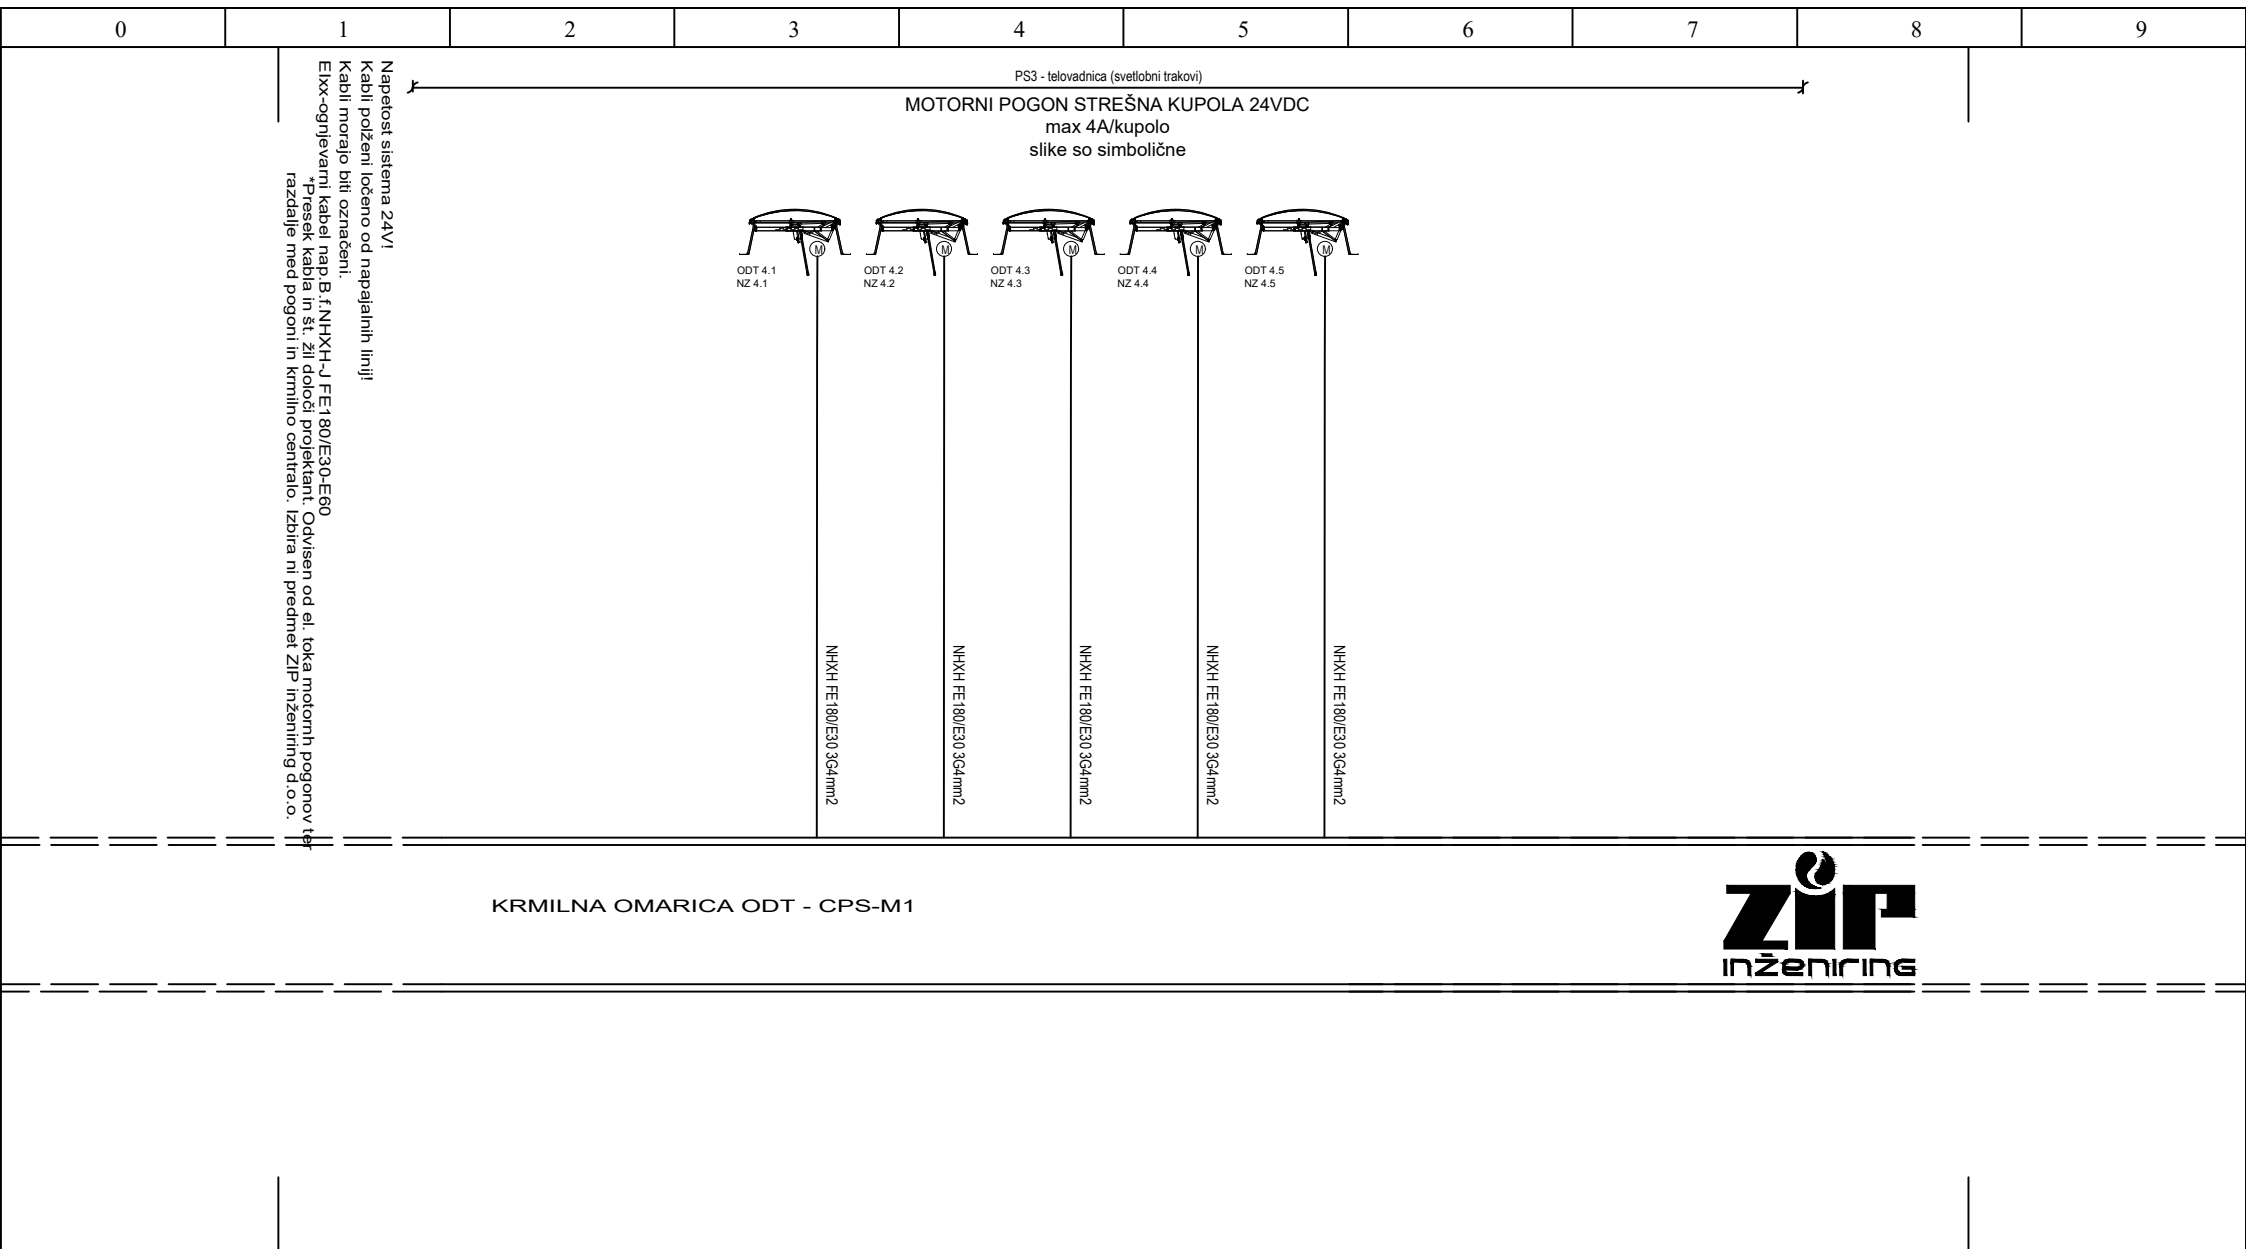 0 1 2 3 4 5 6 7 8 9
Napetost sistema 24V!
Kabli polženi ločeno od napajalnih linij!
Kabli morajo biti označeni.
EIxx-ognjevarni kabel nap.B.f.NHXH-J FE180/E30-E60
*Presek kabla in št. žil določi projektant. Odvisen od el. toka motornh pogonov ter
razdalje med pogoni in krmilno centralo. Izbira ni predmet ZIP inženiring d.o.o.
PS3 - telovadnica (svetlobni trakovi)
MOTORNI POGON STREŠNA KUPOLA 24VDC
max 4A/kupolo
slike so simbolične
M M M M M
ODT 4.1
NZ 4.1
ODT 4.2
NZ 4.2
ODT 4.3
NZ 4.3
ODT 4.4
NZ 4.4
ODT 4.5
NZ 4.5
NHXH FE180/E30 3G4mm2
NHXH FE180/E30 3G4mm2
NHXH FE180/E30 3G4mm2
NHXH FE180/E30 3G4mm2
NHXH FE180/E30 3G4mm2
KRMILNA OMARICA ODT - CPS-M1
ZIP
inženiring